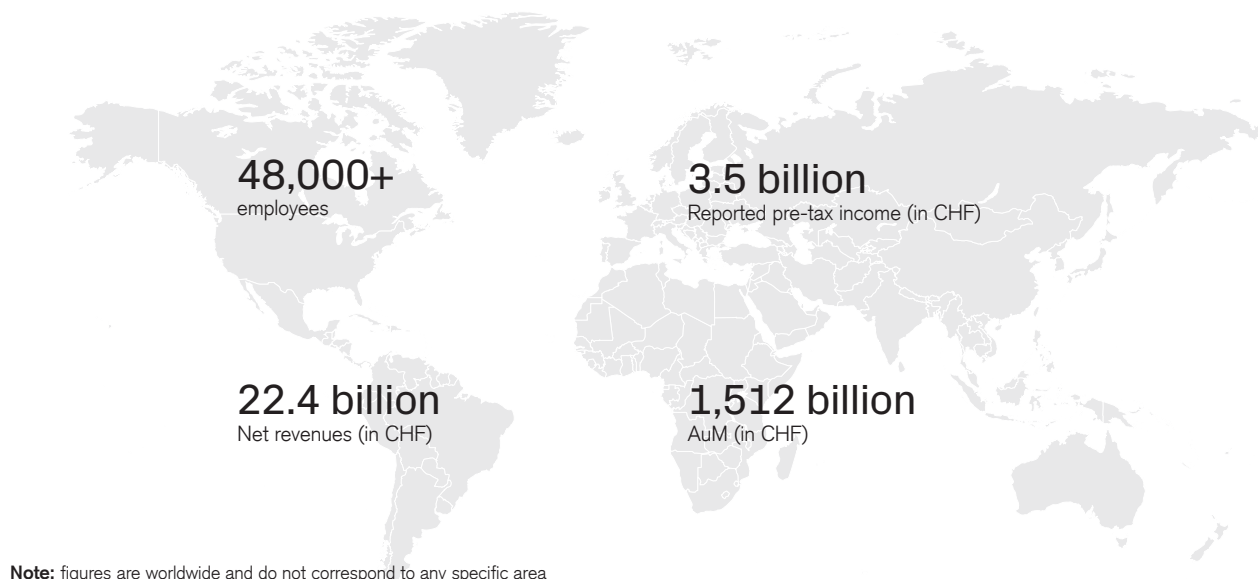 48,000+
employees
3.5 billion
Reported pre-tax income (in CHF)
22.4 billion
Net revenues (in CHF)
1,512 billion
AuM (in CHF)
Note: figures are worldwide and do not correspond to any specific area